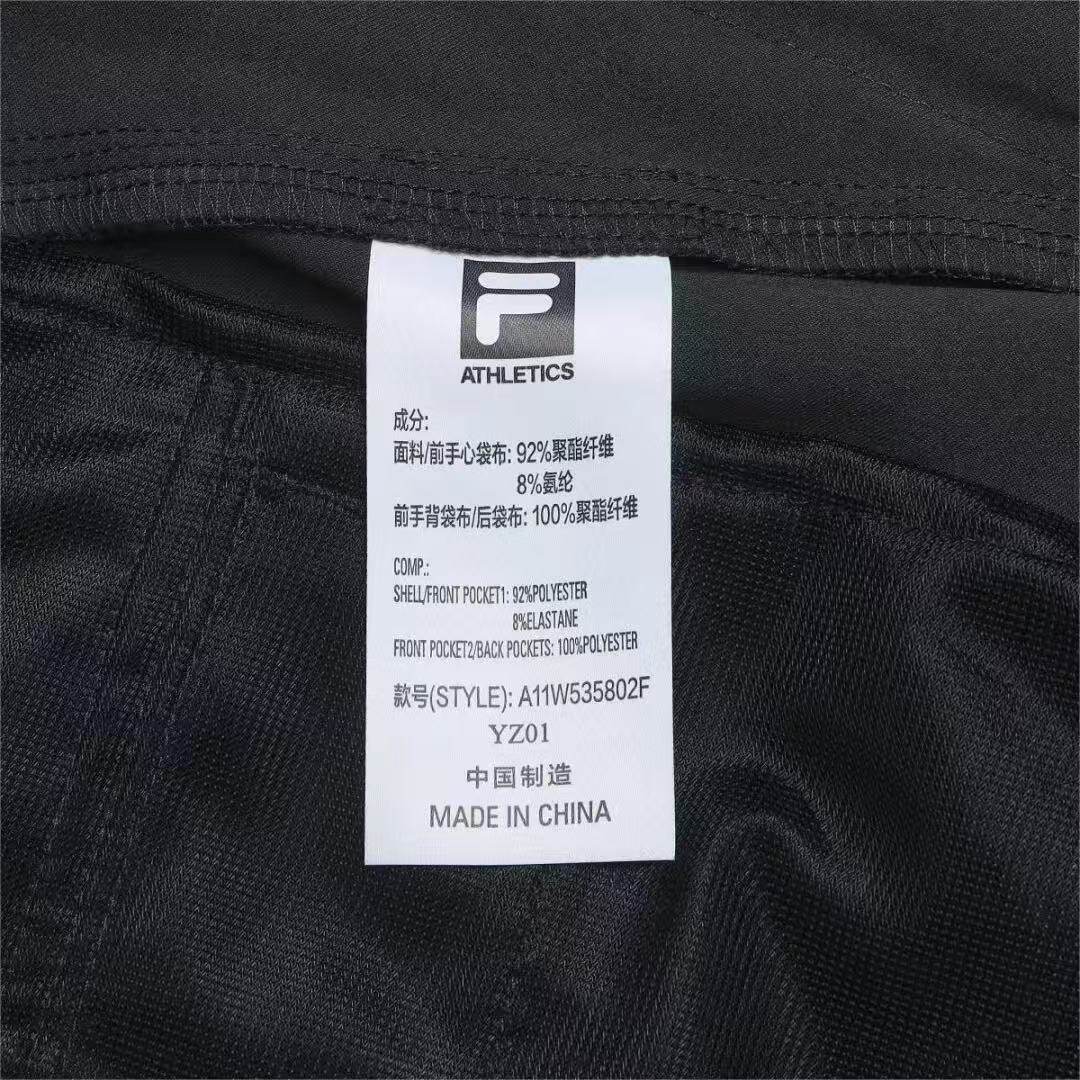 F
ATHLETICS
成分:
面料/前手心袋布: 92%聚酯纤维
8%氨纶
前手背袋布/后袋布: 100%聚酯纤维
COMP.:
SHELL/FRONT POCKET1: 92%POLYESTER
8%ELASTANE
FRONT POCKET2/BACK POCKETS: 100%POLYESTER
款号(STYLE): A11W535802F
YZ01
中国制造
MADE IN CHINA